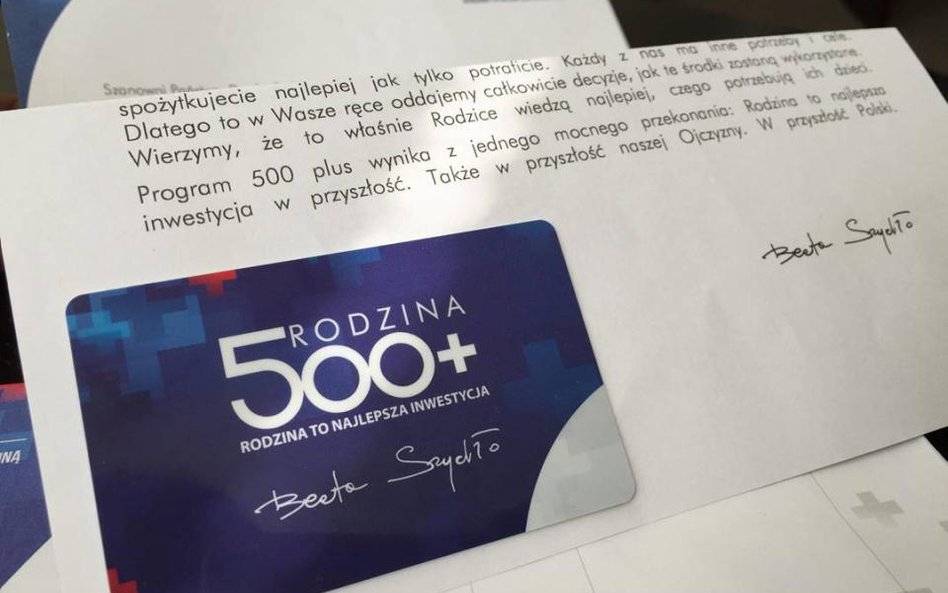 Szanowni Państwo
spożytkujecie najlepiej jak tylko potraficie. Każdy z nas ma inne potrzeby i cele.
Dlatego to w Wasze ręce oddajemy całkowicie decyzje, jak te środki zostaną wykorzystane.
Wierzymy, że to właśnie Rodzice wiedzą najlepiej, czego potrzebują ich dzieci.
Program 500 plus wynika z jednego mocnego przekonania: Rodzina to najlepsza
inwestycja w przyszłość. Także w przyszłość naszej Ojczyzny. W przyszłość Polski.
Beata Szydło
RODZINA
500+
RODZINA TO NAJLEPSZA INWESTYCJA
Beata Szydło